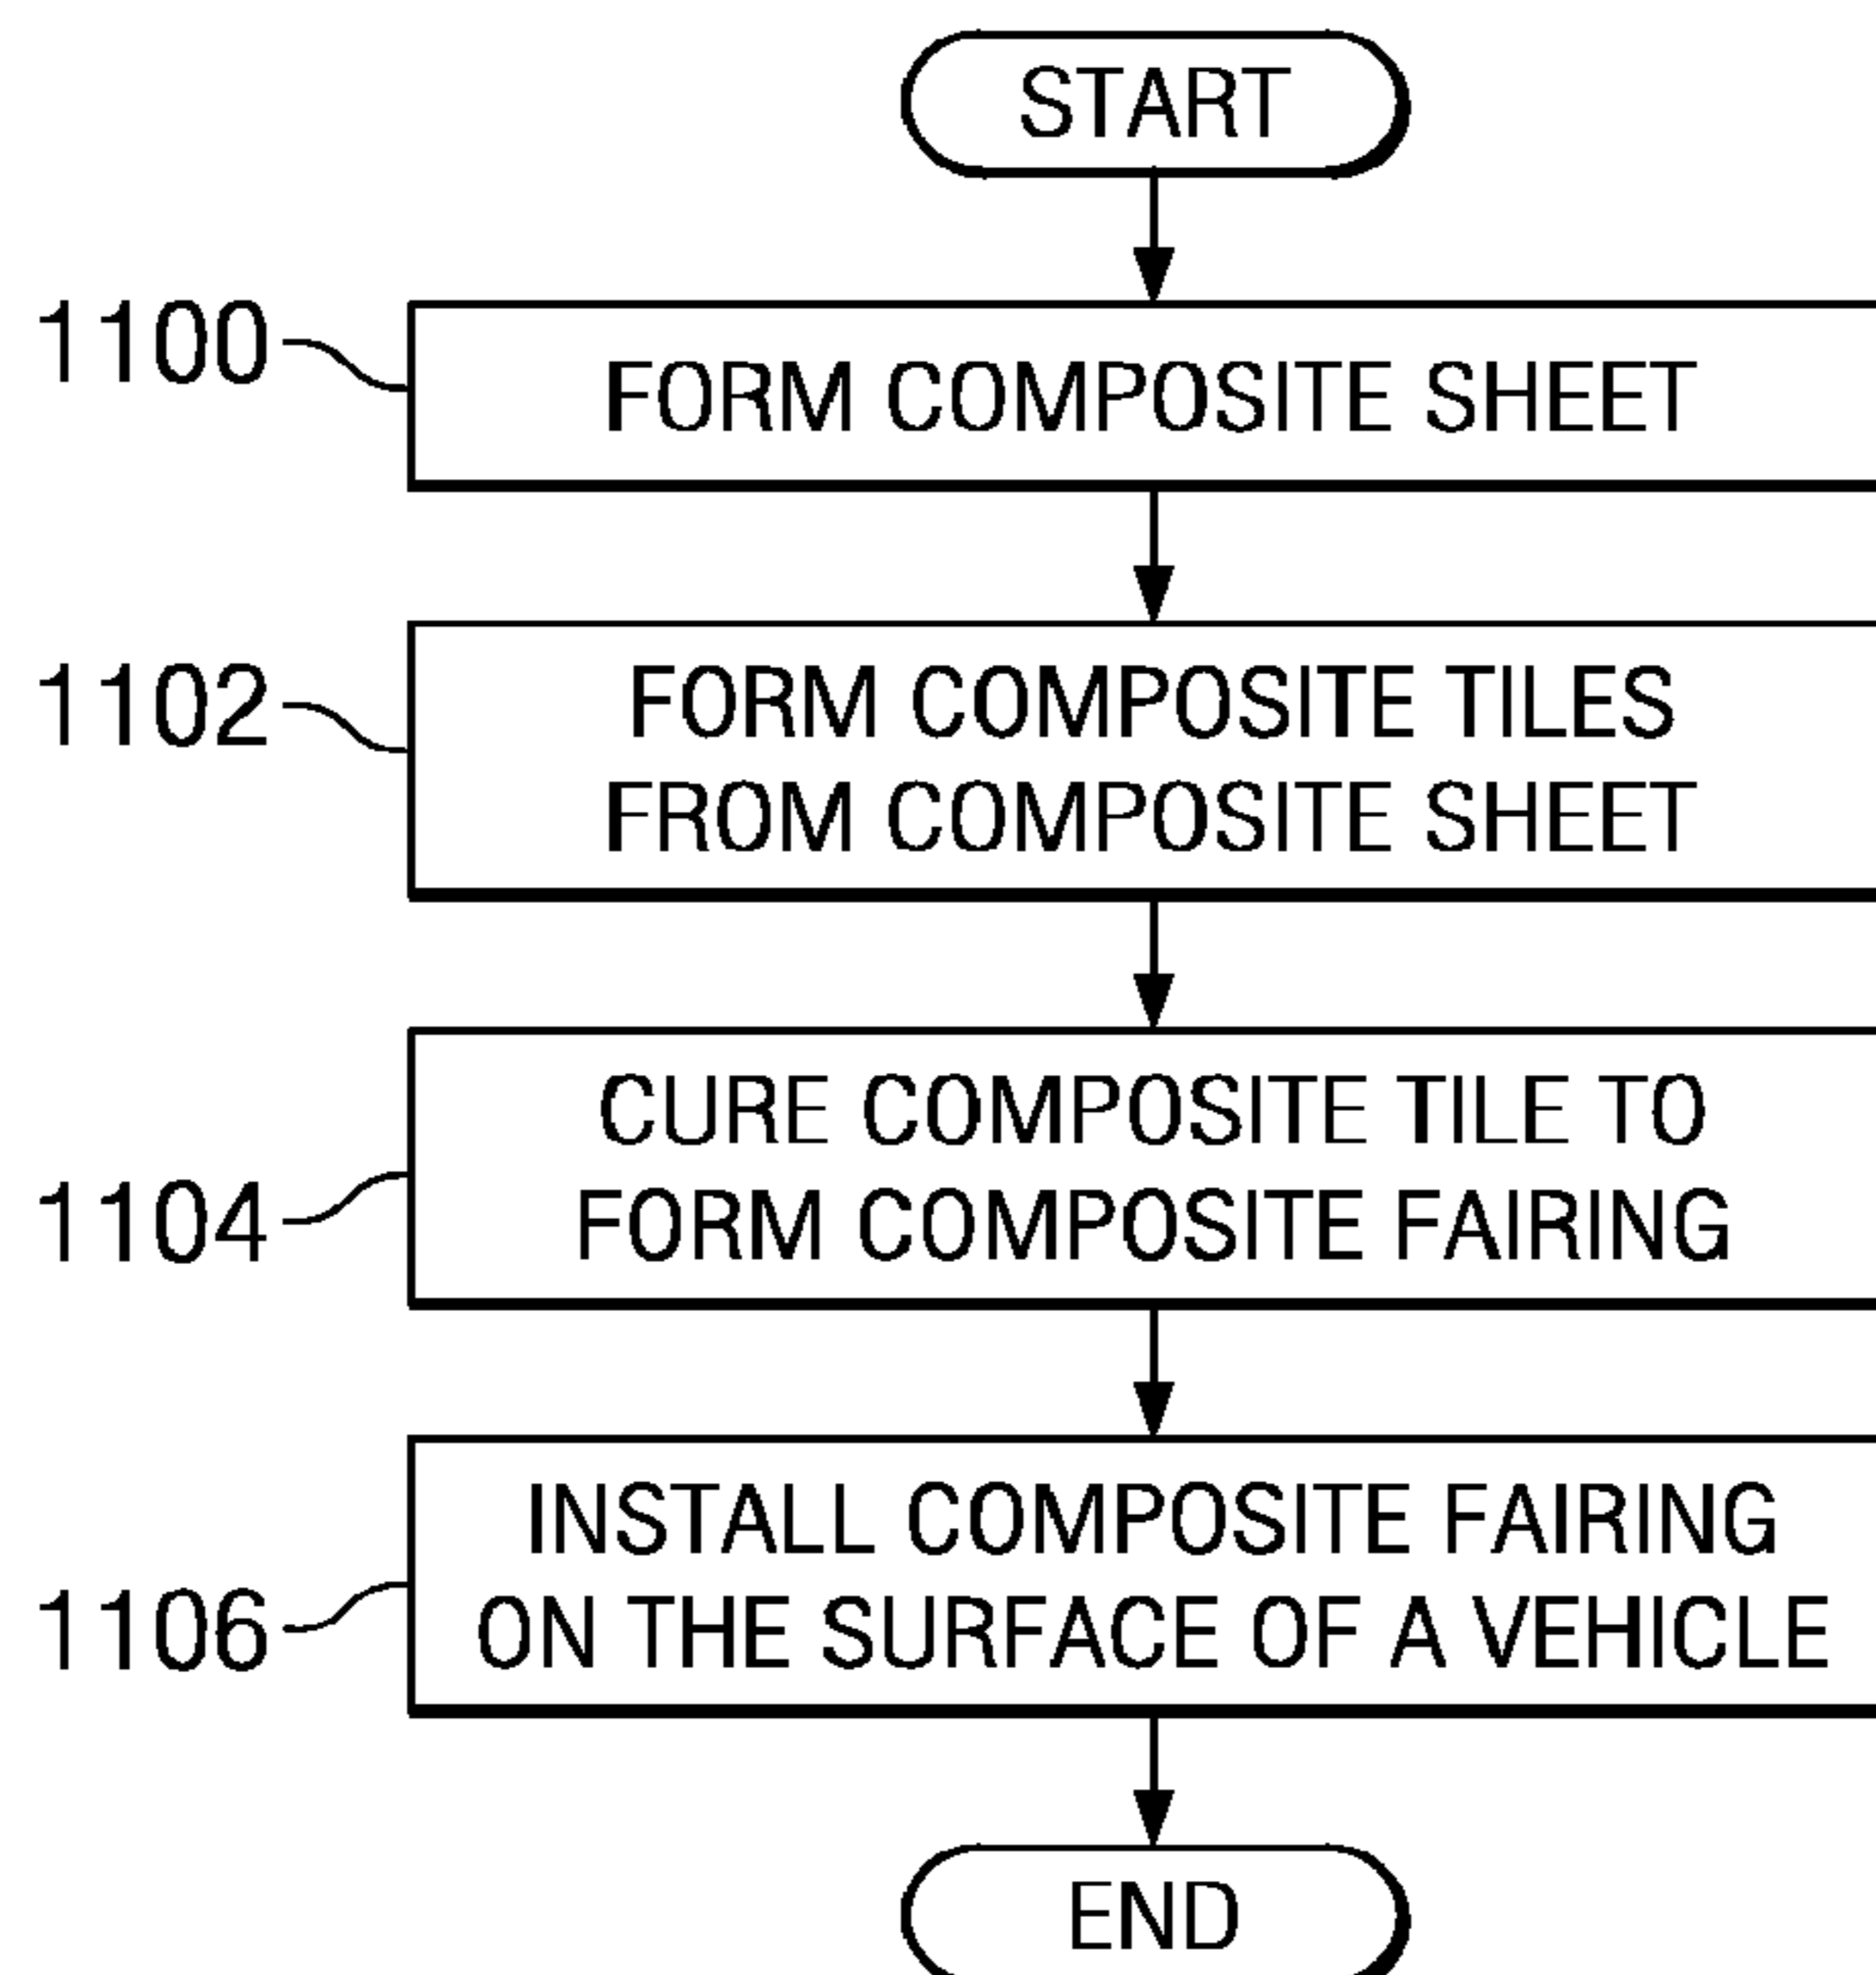 START
1100
FORM COMPOSITE SHEET
1102
FORM COMPOSITE TILES
FROM COMPOSITE SHEET
1104
CURE COMPOSITE TILE TO
FORM COMPOSITE FAIRING
1106
INSTALL COMPOSITE FAIRING
ON THE SURFACE OF A VEHICLE
END